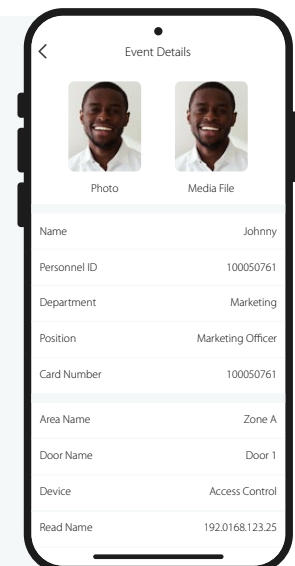 Event Details
Photo Media File
Name Johnny
Personnel ID 100050761
Department Marketing
Position Marketing Officer
Card Number 100050761
Area Name Zone A
Door Name Door 1
Device Access Control
Read Name 192.0168.123.25